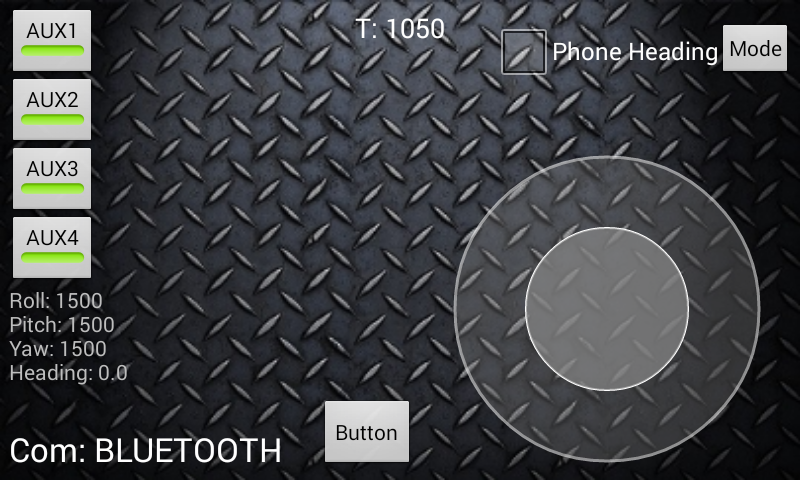 AUX1
T: 1050
Phone Heading
Mode
AUX2
AUX3
AUX4
Roll: 1500
Pitch: 1500
Yaw: 1500
Heading: 0.0
Com: BLUETOOTH
Button